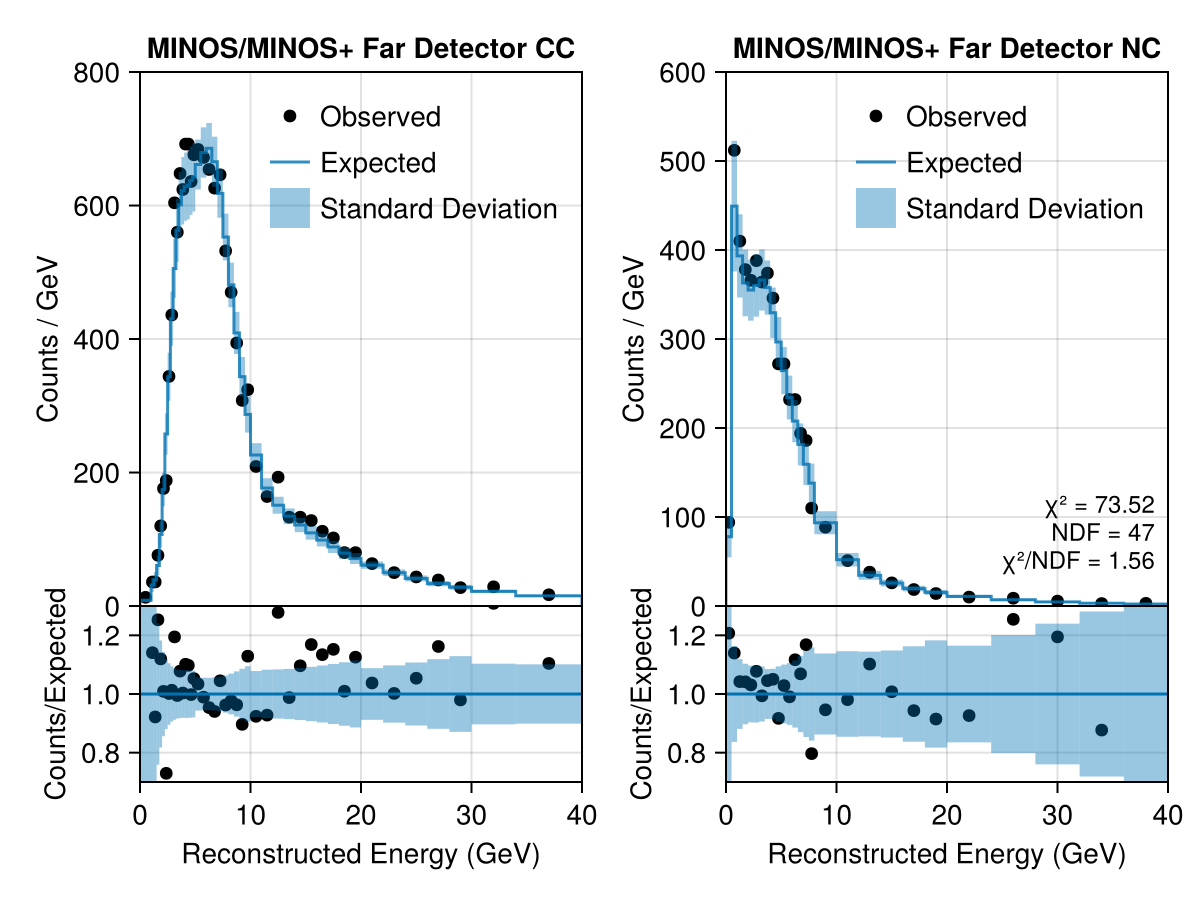 MINOS/MINOS+ Far Detector CC
Counts / GeV
800
600
400
200
0
Observed
Expected
Standard Deviation
Counts/Expected
1.2
1.0
0.8
0 10 20 30 40
Reconstructed Energy (GeV)
MINOS/MINOS+ Far Detector NC
Counts / GeV
600
500
400
300
200
100
0
Observed
Expected
Standard Deviation
χ² = 73.52
NDF = 47
χ²/NDF = 1.56
Counts/Expected
1.2
1.0
0.8
0 10 20 30 40
Reconstructed Energy (GeV)